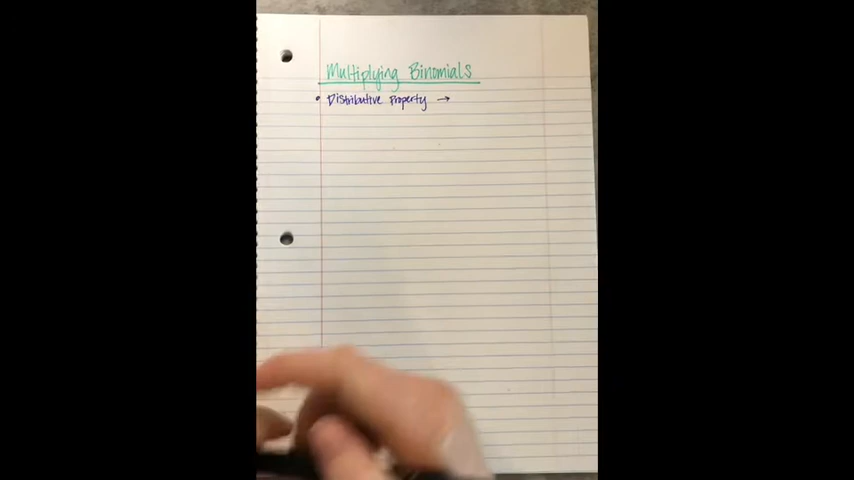 Multiplying Binomials
• Distributive Property →